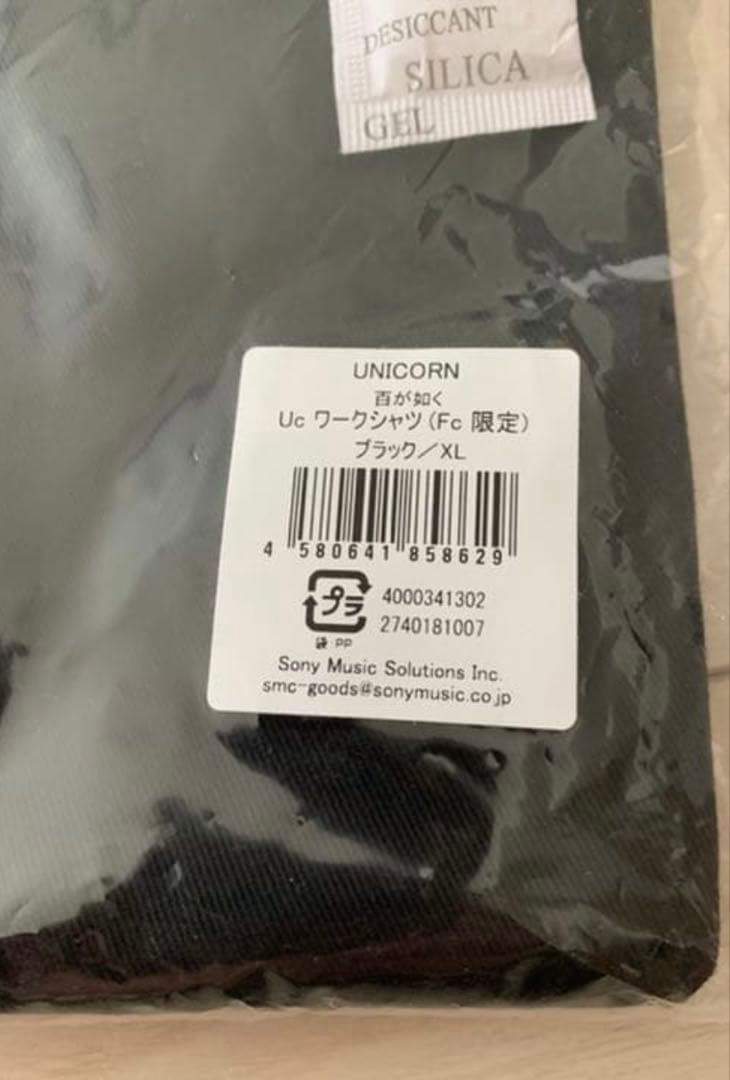 DESICCANT
SILICA
GEL
UNICORN
百が如く
Uc ワークシャツ（Fc 限定）
ブラック／XL
4 580641 858629
プラ
袋・PP
4000341302
2740181007
Sony Music Solutions Inc.
smc-goods@sonymusic.co.jp